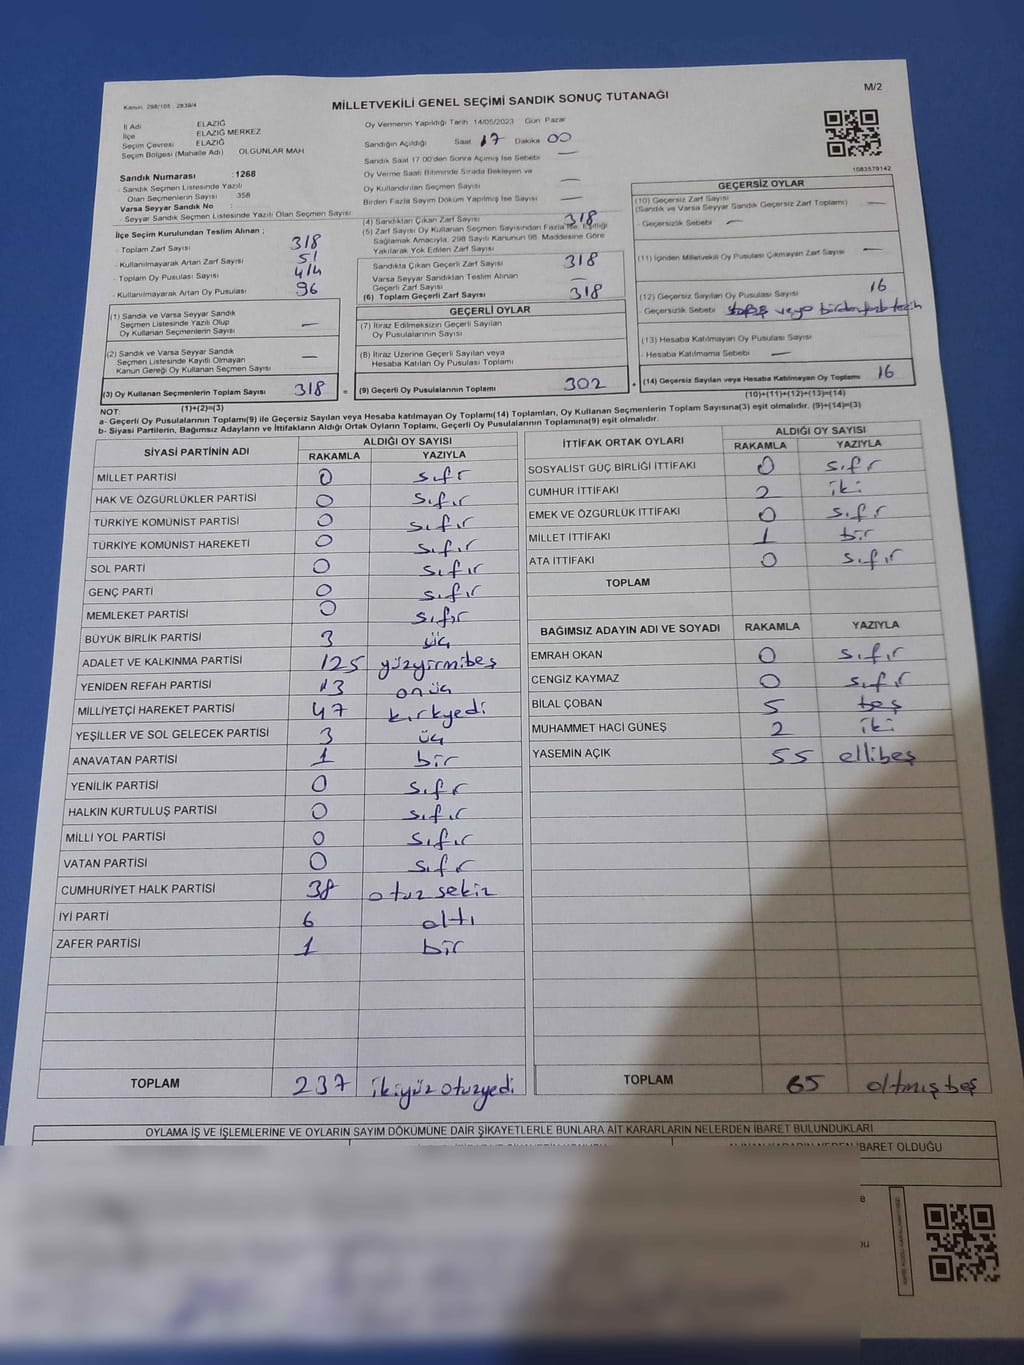 Kanun: 298/105 2839/4
MİLLETVEKİLİ GENEL SEÇİMİ SANDIK SONUÇ TUTANAĞI
M/2
İl Adı ELAZIĞ
İlçe ELAZIĞ MERKEZ
Seçim Çevresi ELAZIĞ
Seçim Bölgesi (Mahalle Adı) OLGUNLAR MAH
Oy Vermenin Yapıldığı Tarih 14/05/2023 Gün Pazar
Sandığın Açıldığı Saat 17 Dakika 00
Sandık Saat 17.00'den Sonra Açılmış İse Sebebi —
Oy Verme Saati Bitiminde Sırada Bekleyen ve
Oy Kullandırılan Seçmen Sayısı —
Birden Fazla Sayım Döküm Yapılmış İse Sayısı —
1083579142
Sandık Numarası : 1268
- Sandık Seçmen Listesinde Yazılı
Olan Seçmenlerin Sayısı : 358
Varsa Seyyar Sandık No :
- Seyyar Sandık Seçmen Listesinde Yazılı Olan Seçmen Sayısı
İlçe Seçim Kurulundan Teslim Alınan ;
- Toplam Zarf Sayısı 318
- Kullanılmayarak Artan Zarf Sayısı 51
- Toplam Oy Pusulası Sayısı 414
- Kullanılmayarak Artan Oy Pusulası 96
(1) Sandık ve Varsa Seyyar Sandık
Seçmen Listesinde Yazılı Olup
Oy Kullanan Seçmenlerin Sayısı —
(2) Sandık ve Varsa Seyyar Sandık
Seçmen Listesinde Kayıtlı Olmayan
Kanun Gereği Oy Kullanan Seçmen Sayısı —
(3) Oy Kullanan Seçmenlerin Toplam Sayısı 318 =
(1)+(2)=(3)
(4) Sandıktan Çıkan Zarf Sayısı 318
(5) Zarf Sayısı Oy Kullanan Seçmen Sayısından Fazla İse, Eşitliği
Sağlamak Amacıyla, 298 Sayılı Kanunun 98. Maddesine Göre
Yakılarak Yok Edilen Zarf Sayısı
Sandıkta Çıkan Geçerli Zarf Sayısı 318
Varsa Seyyar Sandıktan Teslim Alınan
Geçerli Zarf Sayısı —
(6) Toplam Geçerli Zarf Sayısı 318
GEÇERLİ OYLAR
(7) İtiraz Edilmeksizin Geçerli Sayılan
Oy Pusulalarının Sayısı
(8) İtiraz Üzerine Geçerli Sayılan veya
Hesaba Katılan Oy Pusulası Toplamı
(9) Geçerli Oy Pusulalarının Toplamı 302 +
GEÇERSİZ OYLAR
(10) Geçersiz Zarf Sayısı
(Sandık ve Varsa Seyyar Sandık Geçersiz Zarf Toplamı) —
- Geçersizlik Sebebi —
(11) İçinden Milletvekili Oy Pusulası Çıkmayan Zarf Sayısı —
(12) Geçersiz Sayılan Oy Pusulası Sayısı 16
Geçersizlik Sebebi veya
(13) Hesaba Katılmayan Oy Pusulası Sayısı
Hesaba Katılmama Sebebi —
(14) Geçersiz Sayılan veya Hesaba Katılmayan Oy Toplamı 16
(10)+(11)+(12)+(13)=(14)
NOT:
a- Geçerli Oy Pusulalarının Toplamı(9) ile Geçersiz Sayılan veya Hesaba katılmayan Oy Toplamı(14) Toplamları, Oy Kullanan Seçmenlerin Toplam Sayısına(3) eşit olmalıdır. (9)+(14)=(3)
b- Siyasi Partilerin, Bağımsız Adayların ve İttifakların Aldığı Ortak Oyların Toplamı, Geçerli Oy Pusulalarının Toplamına(9) eşit olmalıdır.
SİYASİ PARTİNİN ADI ALDIĞI OY SAYISI
RAKAMLA YAZIYLA
MİLLET PARTİSİ 0 sıfır
HAK VE ÖZGÜRLÜKLER PARTİSİ 0 sıfır
TÜRKİYE KOMÜNİST PARTİSİ 0 sıfır
TÜRKİYE KOMÜNİST HAREKETİ 0 sıfır
SOL PARTİ 0 sıfır
GENÇ PARTİ 0 sıfır
MEMLEKET PARTİSİ 0 sıfır
BÜYÜK BİRLİK PARTİSİ 3 üç
ADALET VE KALKINMA PARTİSİ 125 yüzyirmibeş
YENİDEN REFAH PARTİSİ 13 onüç
MİLLİYETÇİ HAREKET PARTİSİ 47 kırkyedi
YEŞİLLER VE SOL GELECEK PARTİSİ 3 üç
ANAVATAN PARTİSİ 1 bir
YENİLİK PARTİSİ 0 sıfır
HALKIN KURTULUŞ PARTİSİ 0 sıfır
MİLLİ YOL PARTİSİ 0 sıfır
VATAN PARTİSİ 0 sıfır
CUMHURİYET HALK PARTİSİ 38 otuz sekiz
İYİ PARTİ 6 altı
ZAFER PARTİSİ 1 bir
TOPLAM 237 ikiyüz otuzyedi
İTTİFAK ORTAK OYLARI ALDIĞI OY SAYISI
RAKAMLA YAZIYLA
SOSYALİST GÜÇ BİRLİĞİ İTTİFAKI 0 sıfır
CUMHUR İTTİFAKI 2 iki
EMEK VE ÖZGÜRLÜK İTTİFAKI 0 sıfır
MİLLET İTTİFAKI 1 bir
ATA İTTİFAKI 0 sıfır
TOPLAM
BAĞIMSIZ ADAYIN ADI VE SOYADI RAKAMLA YAZIYLA
EMRAH OKAN 0 sıfır
CENGİZ KAYMAZ 0 sıfır
BİLAL ÇOBAN 5 beş
MUHAMMET HACI GÜNEŞ 2 iki
YASEMİN AÇIK 55 ellibeş
TOPLAM 65 altmış beş
OYLAMA İŞ VE İŞLEMLERİNE VE OYLARIN SAYIM DÖKÜMÜNE DAİR ŞİKAYETLERLE BUNLARA AİT KARARLARIN NELERDEN İBARET BULUNDUKLARI
İBARET OLDUĞU